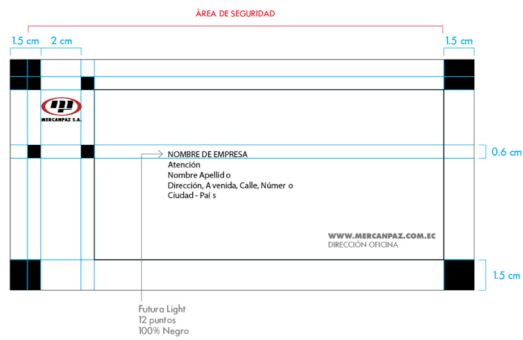 ÁREA DE SEGURIDAD
1.5 cm 2 cm 1.5 cm
MERCANPAZ S.A.
0.6 cm
NOMBRE DE EMPRESA
Atención
Nombre Apellid o
Dirección, A venida, Calle, Númer o
Ciudad - Paí s
WWW.MERCANPAZ.COM.EC
DIRECCIÓN OFICINA
1.5 cm
Futura Light
12 puntos
100% Negro